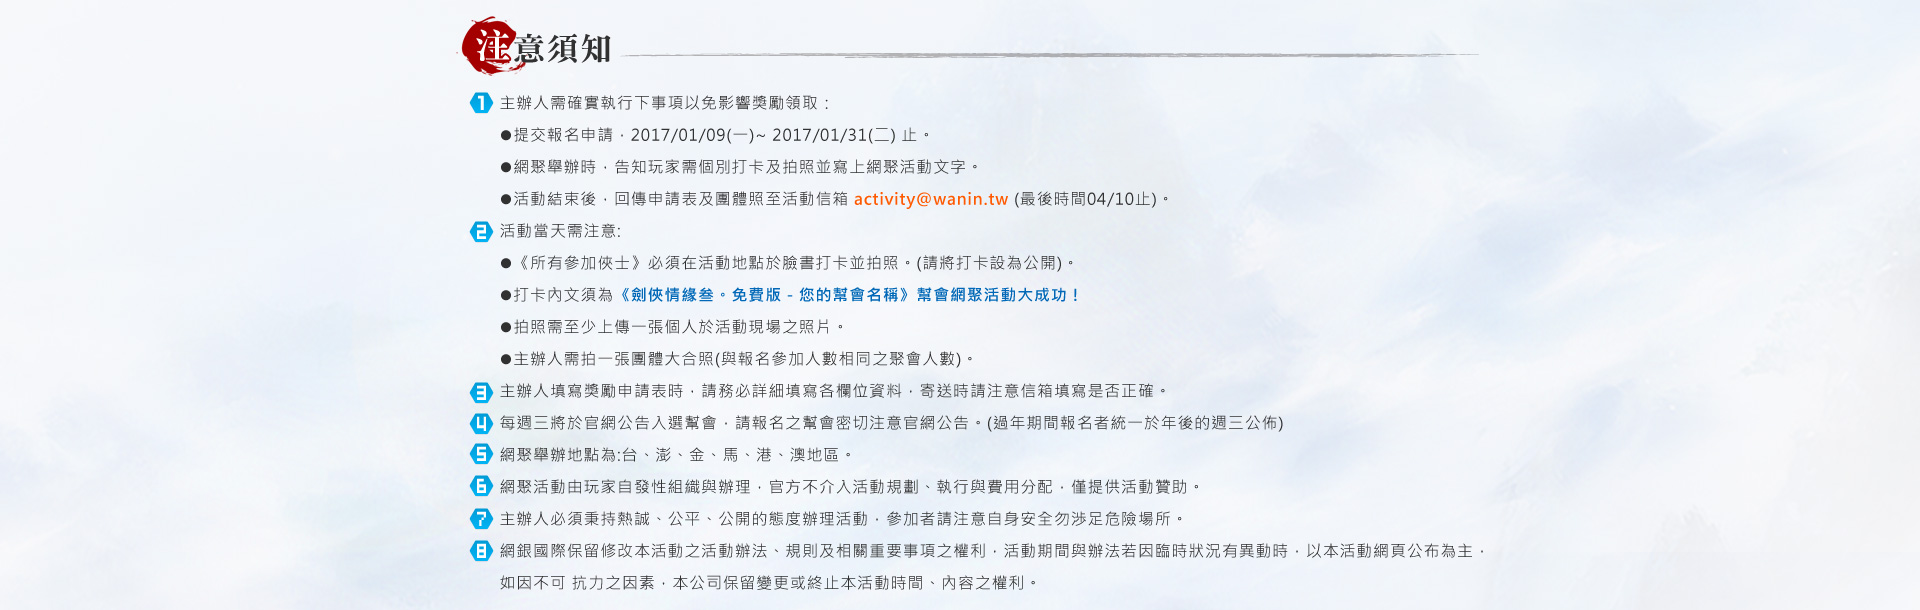 注意須知
1 主辦人需確實執行下事項以免影響獎勵領取：
●提交報名申請，2017/01/09(一)~ 2017/01/31(二) 止。
●網聚舉辦時，告知玩家需個別打卡及拍照並寫上網聚活動文字。
●活動結束後，回傳申請表及團體照至活動信箱 activity@wanin.tw (最後時間04/10止)。
2 活動當天需注意:
●《所有參加俠士》必須在活動地點於臉書打卡並拍照。(請將打卡設為公開)。
●打卡內文須為《劍俠情緣叁。免費版 - 您的幫會名稱》幫會網聚活動大成功！
●拍照需至少上傳一張個人於活動現場之照片。
●主辦人需拍一張團體大合照(與報名參加人數相同之聚會人數)。
3 主辦人填寫獎勵申請表時，請務必詳細填寫各欄位資料，寄送時請注意信箱填寫是否正確。
4 每週三將於官網公告入選幫會，請報名之幫會密切注意官網公告。(過年期間報名者統一於年後的週三公佈)
5 網聚舉辦地點為:台、澎、金、馬、港、澳地區。
6 網聚活動由玩家自發性組織與辦理，官方不介入活動規劃、執行與費用分配，僅提供活動贊助。
7 主辦人必須秉持熱誠、公平、公開的態度辦理活動，參加者請注意自身安全勿涉足危險場所。
8 網銀國際保留修改本活動之活動辦法、規則及相關重要事項之權利，活動期間與辦法若因臨時狀況有異動時，以本活動網頁公布為主，
如因不可 抗力之因素，本公司保留變更或終止本活動時間、內容之權利。